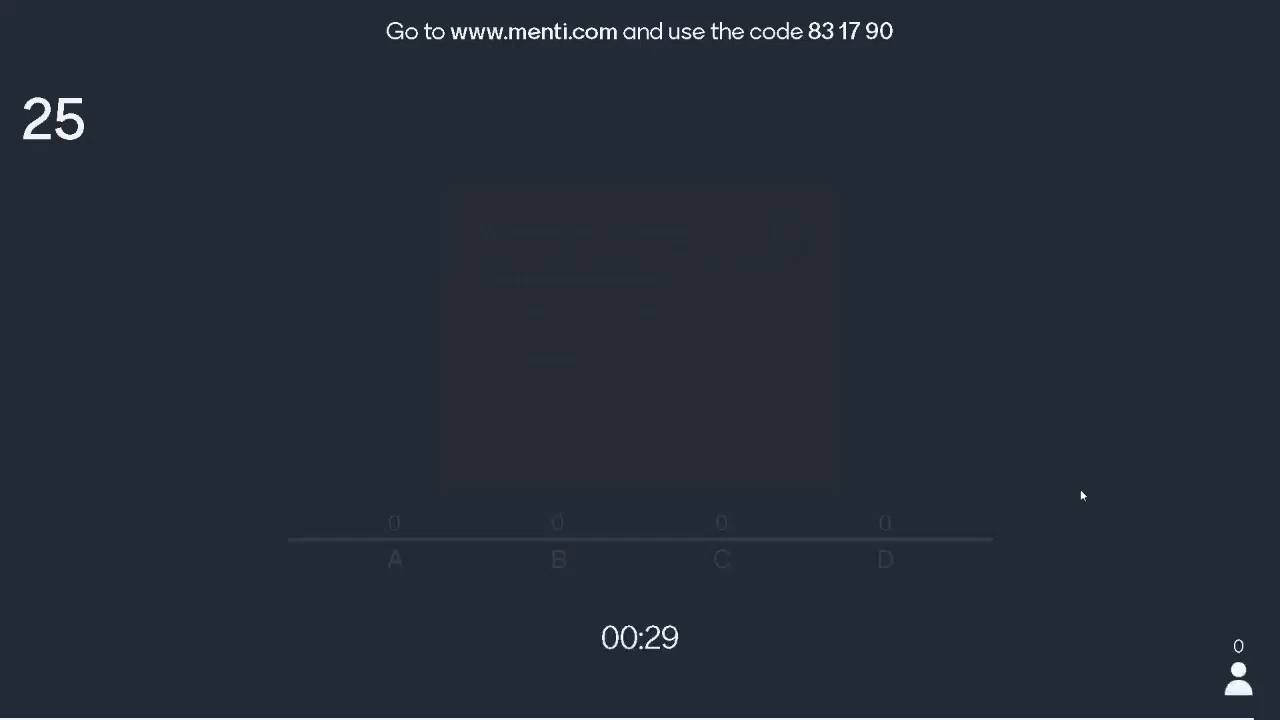 Go to www.menti.com and use the code 83 17 90
25
0 0 0 0
A B C D
00:29
0